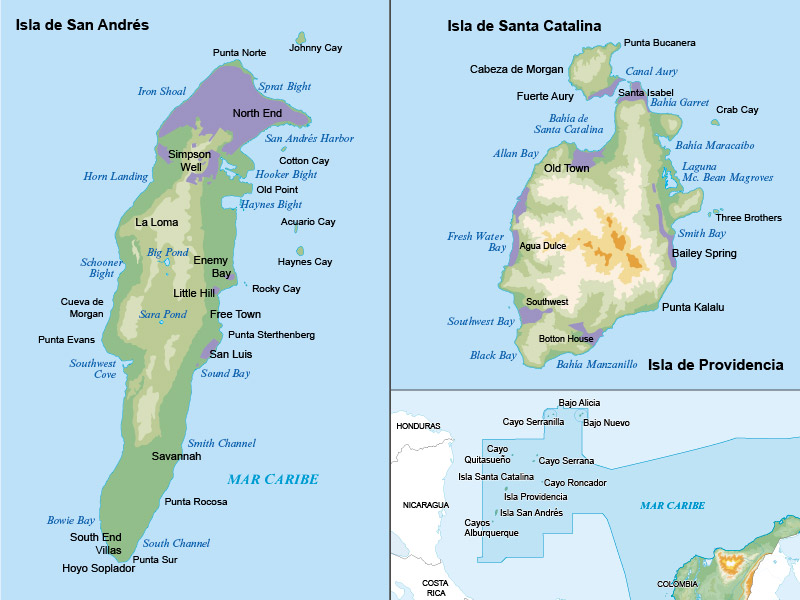 Isla de San Andrés
Johnny Cay
Punta Norte
Iron Shoal
Sprat Bight
North End
San Andrés Harbor
Simpson
Well
Cotton Cay
Horn Landing
Hooker Bight
Old Point
Haynes Bight
La Loma
Acuario Cay
Big Pond
Schooner
Bight
Enemy
Bay
Haynes Cay
Little Hill
Rocky Cay
Cueva de
Morgan
Sara Pond
Free Town
Punta Evans
Punta Sterthenberg
San Luis
Southwest
Cove
Sound Bay
Smith Channel
Savannah
MAR CARIBE
Punta Rocosa
Bowie Bay
South End
Villas
South Channel
Punta Sur
Hoyo Soplador
Isla de Santa Catalina
Punta Bucanera
Cabeza de Morgan
Canal Aury
Fuerte Aury
Santa Isabel
Bahía Garret
Crab Cay
Bahía de
Santa Catalina
Bahía Maracaibo
Allan Bay
Old Town
Laguna
Mc. Bean Magroves
Three Brothers
Fresh Water
Bay
Agua Dulce
Smith Bay
Bailey Spring
Southwest
Punta Kalalu
Southwest Bay
Botton House
Black Bay
Bahía Manzanillo
Isla de Providencia
Bajo Alicia
HONDURAS
Cayo Serranilla
Bajo Nuevo
Cayo
Quitasueño
Cayo Serrana
Isla Santa Catalina
Cayo Roncador
Isla Providencia
NICARAGUA
Isla San Andrés
MAR CARIBE
Cayos
Alburquerque
COSTA
RICA
COLOMBIA